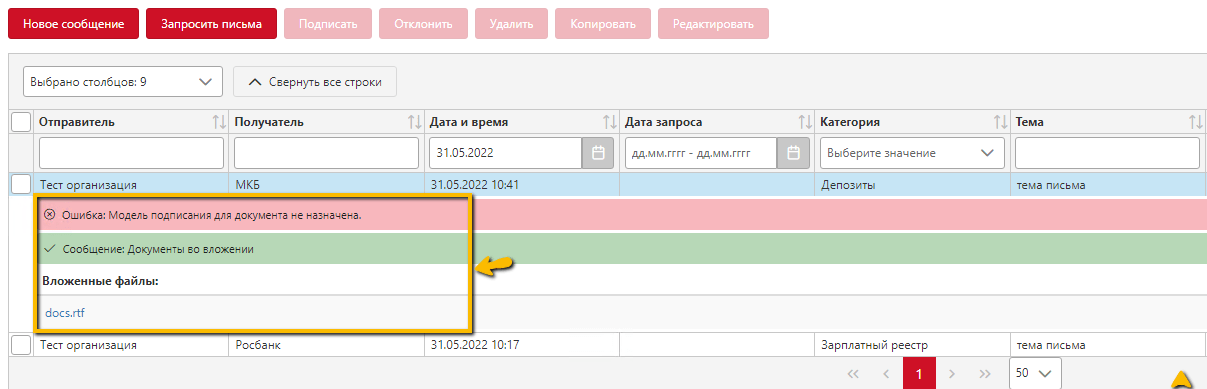 Новое сообщение Запросить письма Подписать Отклонить Удалить Копировать Редактировать
Выбрано столбцов: 9 Свернуть все строки
Отправитель Получатель Дата и время Дата запроса Категория Тема
31.05.2022 дд.мм.гггг - дд.мм.гггг Выберите значение
Тест организация МКБ 31.05.2022 10:41 Депозиты тема письма
Ошибка: Модель подписания для документа не назначена.
Сообщение: Документы во вложении
Вложенные файлы:
docs.rtf
Тест организация Росбанк 31.05.2022 10:17 Зарплатный реестр тема письма
1 50